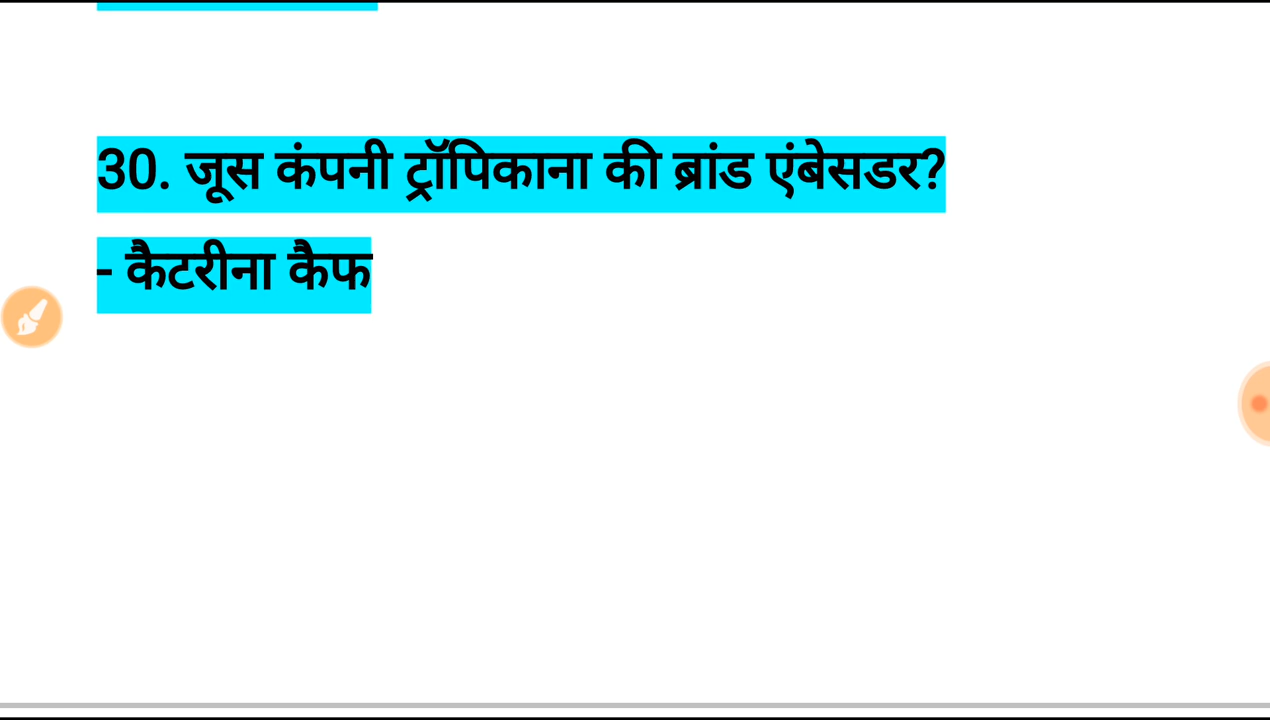 30. जूस कंपनी ट्रॉपिकाना की ब्रांड एंबेसडर?
- कैटरीना कैफ